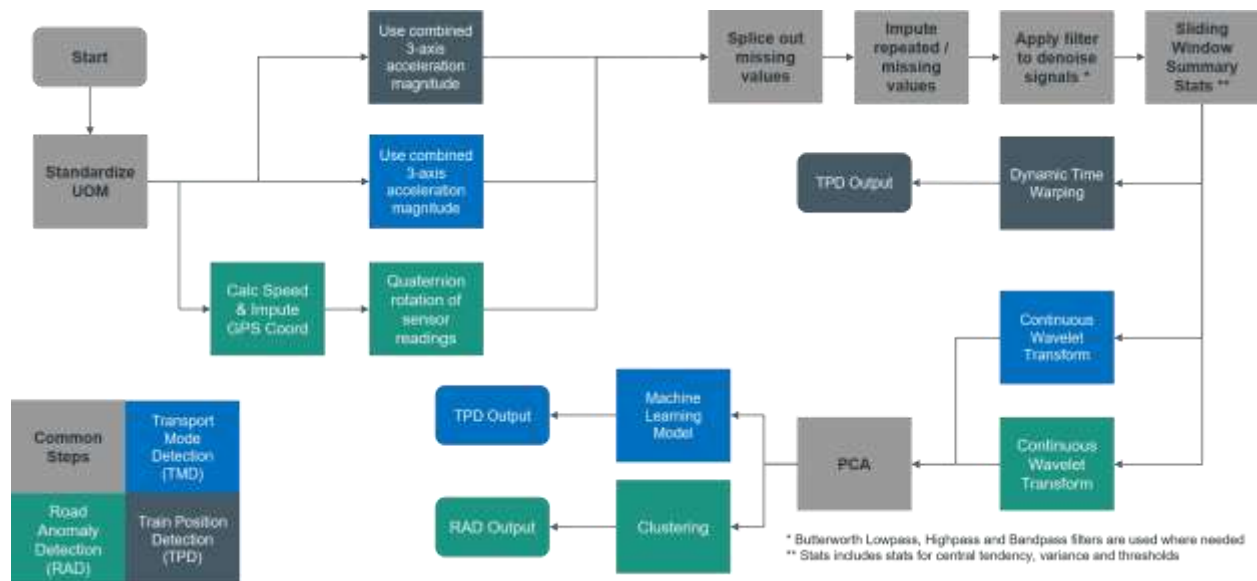 Start
Standardize
UOM
Use combined
3-axis
acceleration
magnitude
Use combined
3-axis
acceleration
magnitude
Calc Speed
& Impute
GPS Coord
Quaternion
rotation of
sensor
readings
Splice out
missing
values
Impute
repeated /
missing
values
Apply filter
to denoise
signals *
Sliding
Window
Summary
Stats **
TPD Output
Dynamic Time
Warping
Continuous
Wavelet
Transform
Continuous
Wavelet
Transform
PCA
Machine
Learning
Model
TPD Output
Clustering
RAD Output
Common
Steps
Transport
Mode
Detection
(TMD)
Road
Anomaly
Detection
(RAD)
Train Position
Detection
(TPD)
* Butterworth Lowpass, Highpass and Bandpass filters are used where needed
** Stats includes stats for central tendency, variance and thresholds